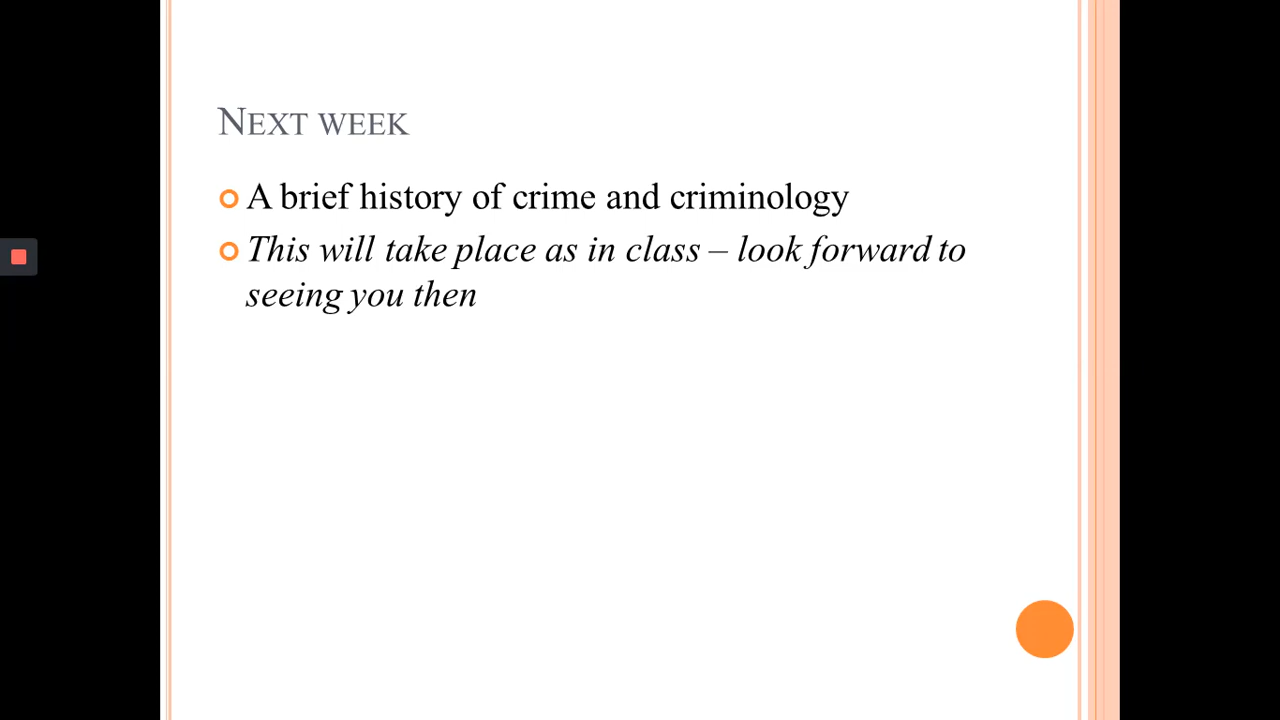 Next week
A brief history of crime and criminology
This will take place as in class – look forward to
seeing you then